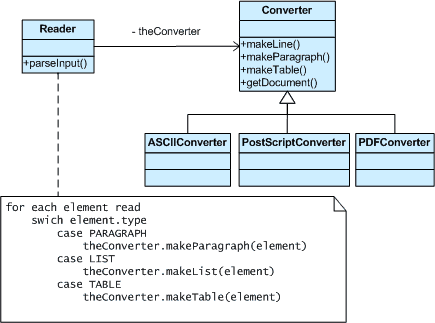 Converter
Reader
- theConverter
+makeLine()
+makeParagraph()
+parseInput()
+makeTable()
+getDocument()
ASCIIConverter
PostScriptConverter
PDFConverter
for each element read
swich element.type
case PARAGRAPH
theConverter.makeParagraph(element)
case LIST
theConverter.makeList(element)
case TABLE
theConverter.makeTable(element)